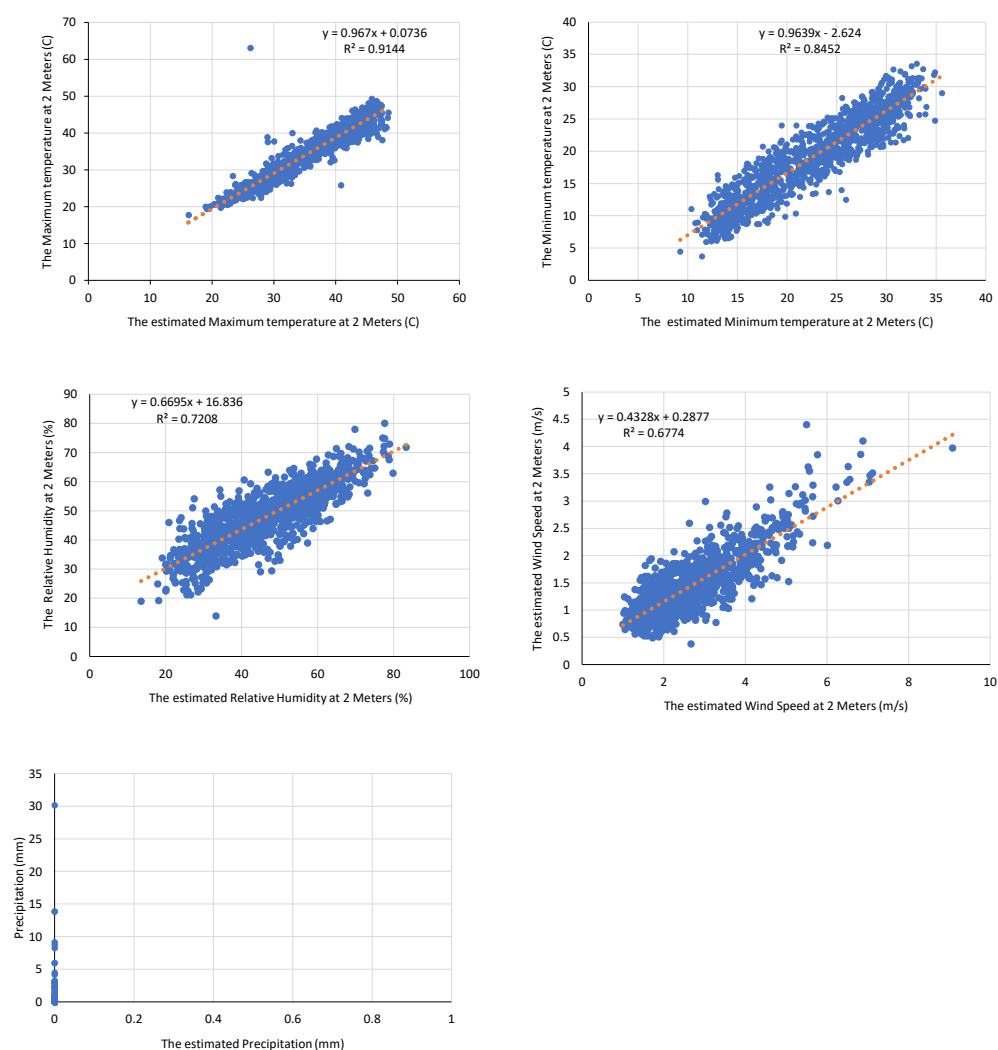 y = 0.967x + 0.0736
R² = 0.9144
The Maximum temperature at 2 Meters (C)
70
60
50
40
30
20
10
0
0 10 20 30 40 50 60
The estimated Maximum temperature at 2 Meters (C)
y = 0.9639x - 2.624
R² = 0.8452
The Minimum temperature at 2 Meters (C)
40
35
30
25
20
15
10
5
0
0 5 10 15 20 25 30 35 40
The estimated Minimum temperature at 2 Meters (C)
y = 0.6695x + 16.836
R² = 0.7208
The Relative Humidity at 2 Meters (%)
90
80
70
60
50
40
30
20
10
0
0 20 40 60 80 100
The estimated Relative Humidity at 2 Meters (%)
y = 0.4328x + 0.2877
R² = 0.6774
The estimated Wind Speed at 2 Meters (m/s)
5
4.5
4
3.5
3
2.5
2
1.5
1
0.5
0
0 2 4 6 8 10
The estimated Wind Speed at 2 Meters (m/s)
Precipitation (mm)
35
30
25
20
15
10
5
0
0 0.2 0.4 0.6 0.8 1
The estimated Precipitation (mm)